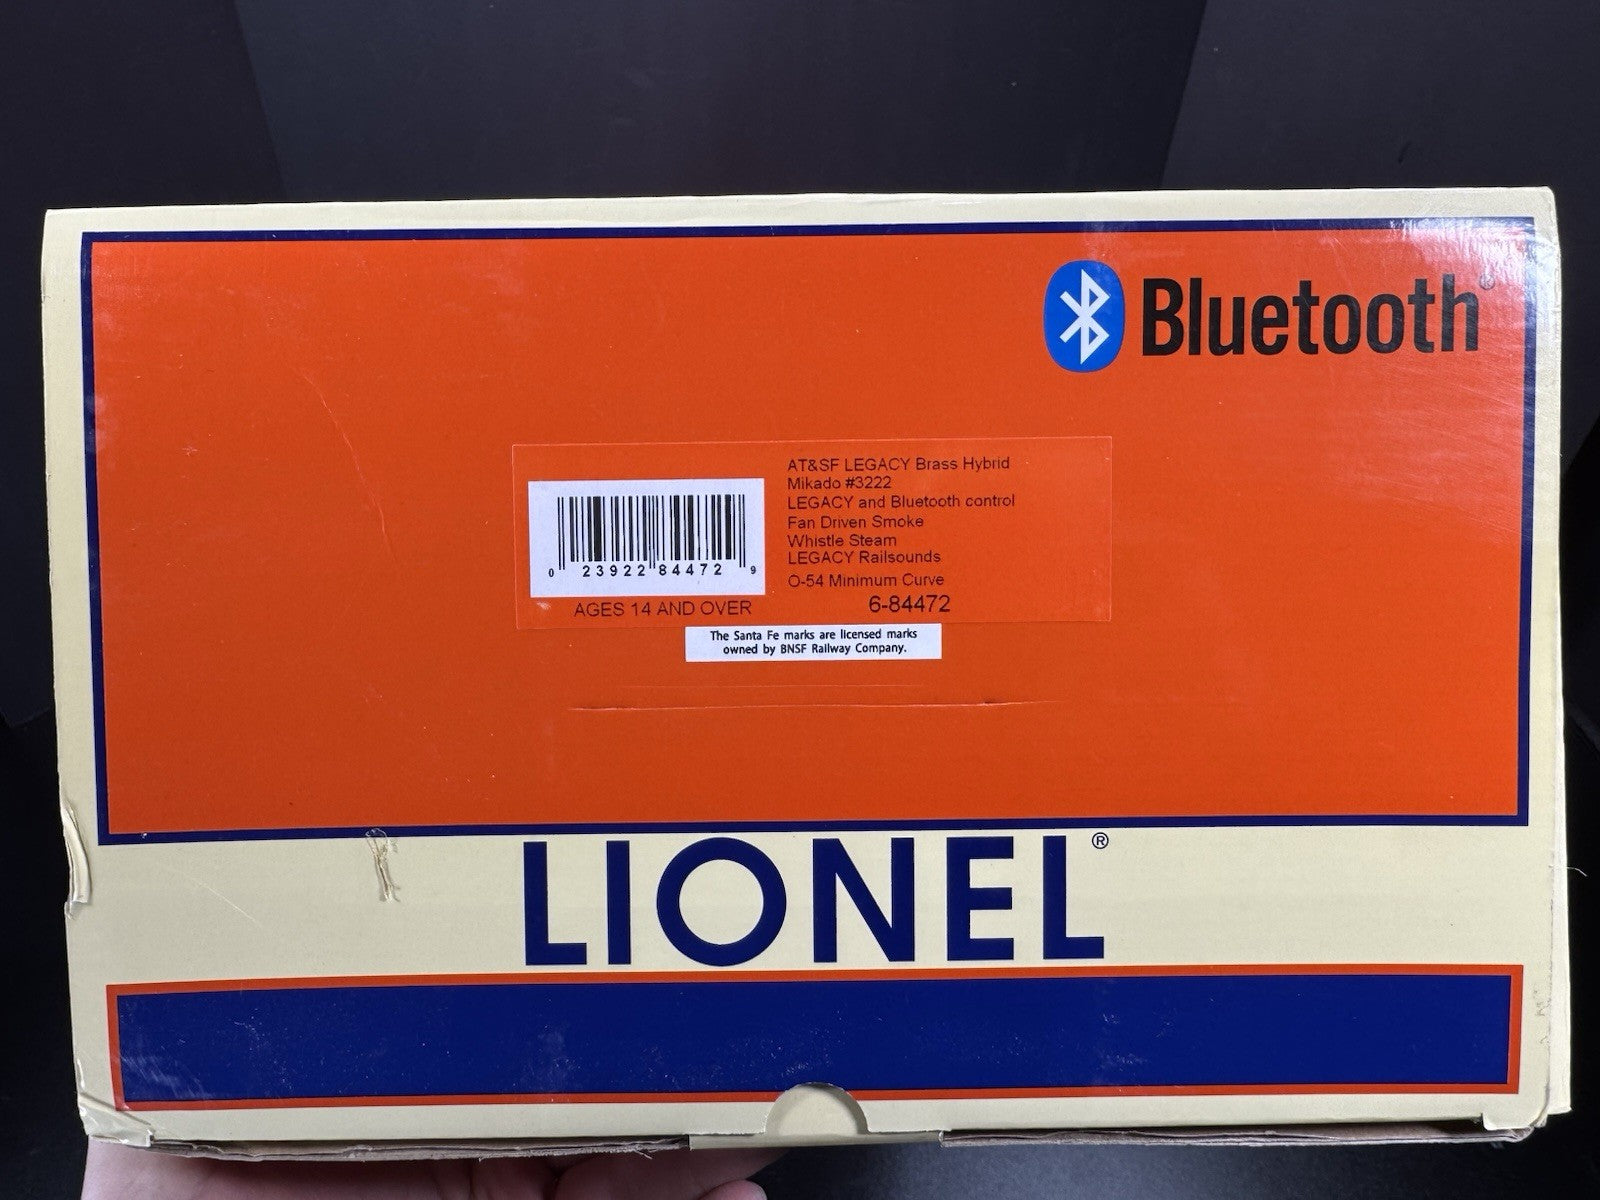 Bluetooth®
AT&SF LEGACY Brass Hybrid
Mikado #3222
LEGACY and Bluetooth control
Fan Driven Smoke
Whistle Steam
LEGACY Railsounds
O-54 Minimum Curve
6-84472
0 23922 84472 9
AGES 14 AND OVER
The Santa Fe marks are licensed marks
owned by BNSF Railway Company.
LIONEL®